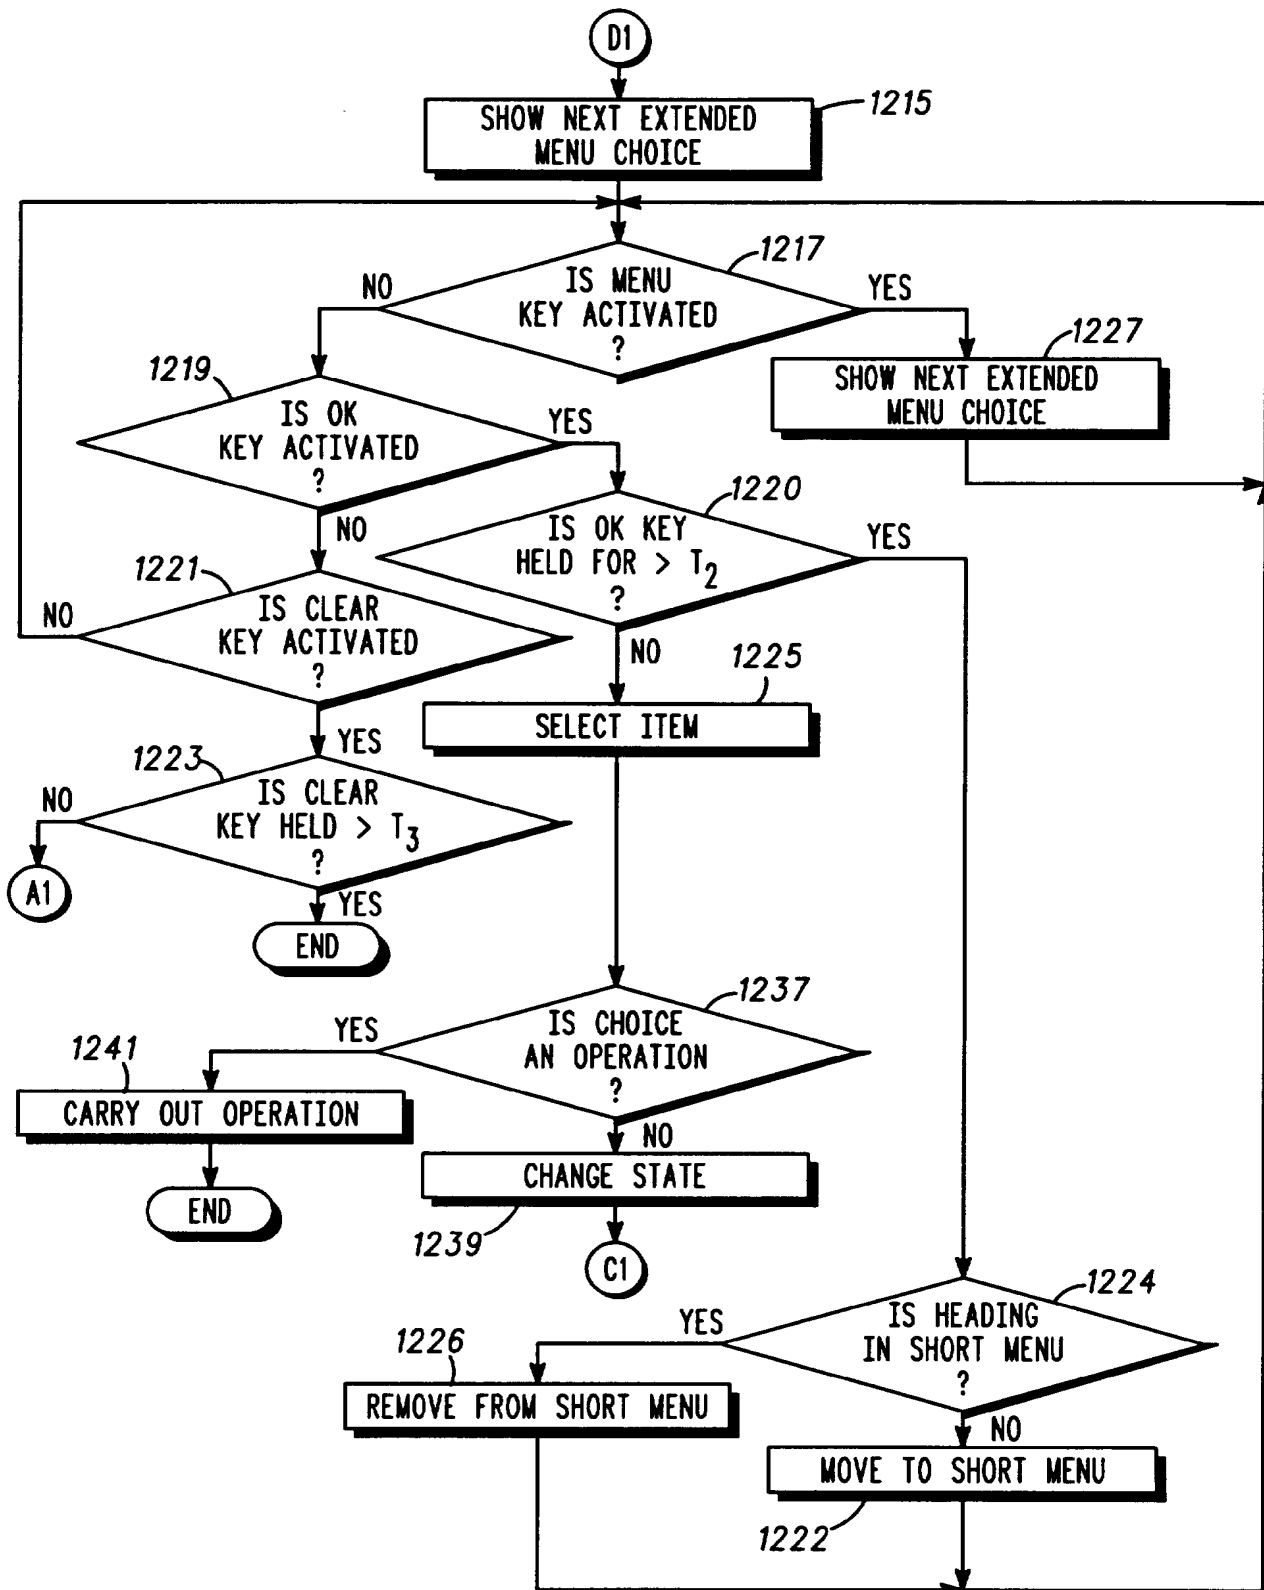 D1
SHOW NEXT EXTENDED
MENU CHOICE
1215
IS MENU
KEY ACTIVATED
?
1217
NO
YES
SHOW NEXT EXTENDED
MENU CHOICE
1227
1219
IS OK
KEY ACTIVATED
?
YES
NO
1220
IS OK KEY
HELD FOR > T2
?
YES
NO
1221
IS CLEAR
KEY ACTIVATED
?
NO
YES
1225
SELECT ITEM
1223
IS CLEAR
KEY HELD > T3
?
NO
A1
YES
END
1237
IS CHOICE
AN OPERATION
?
YES
NO
1241
CARRY OUT OPERATION
END
CHANGE STATE
1239
C1
1224
IS HEADING
IN SHORT MENU
?
YES
NO
1226
REMOVE FROM SHORT MENU
MOVE TO SHORT MENU
1222